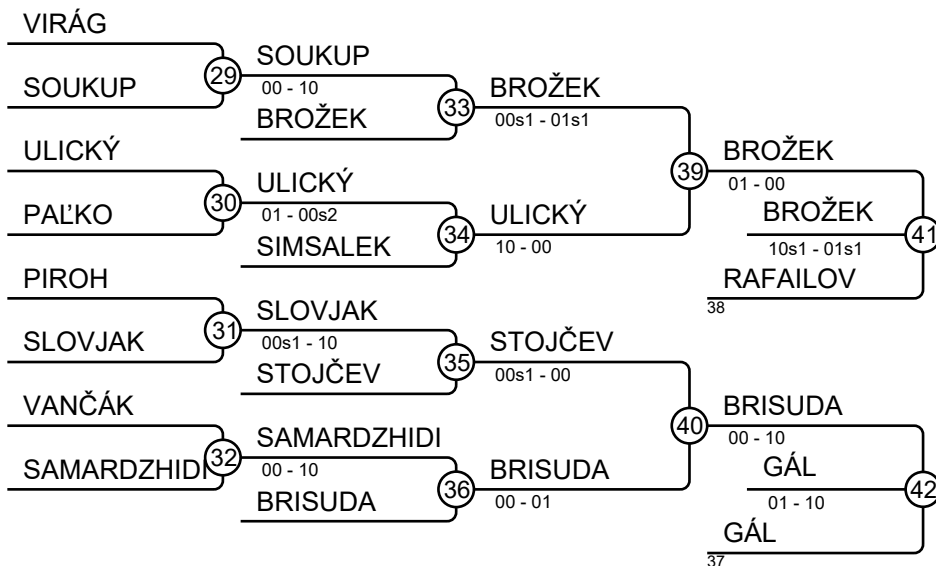 VIRÁG
SOUKUP
29
SOUKUP
00 - 10
BROŽEK
33
BROŽEK
00s1 - 01s1
ULICKÝ
PAĽKO
30
ULICKÝ
01 - 00s2
SIMSALEK
34
ULICKÝ
10 - 00
39
BROŽEK
01 - 00
BROŽEK
10s1 - 01s1
41
RAFAILOV
38
PIROH
SLOVJAK
31
SLOVJAK
00s1 - 10
STOJČEV
35
STOJČEV
00s1 - 00
VANČÁK
SAMARDZHIDI
32
SAMARDZHIDI
00 - 10
BRISUDA
36
BRISUDA
00 - 01
40
BRISUDA
00 - 10
GÁL
01 - 10
42
GÁL
37